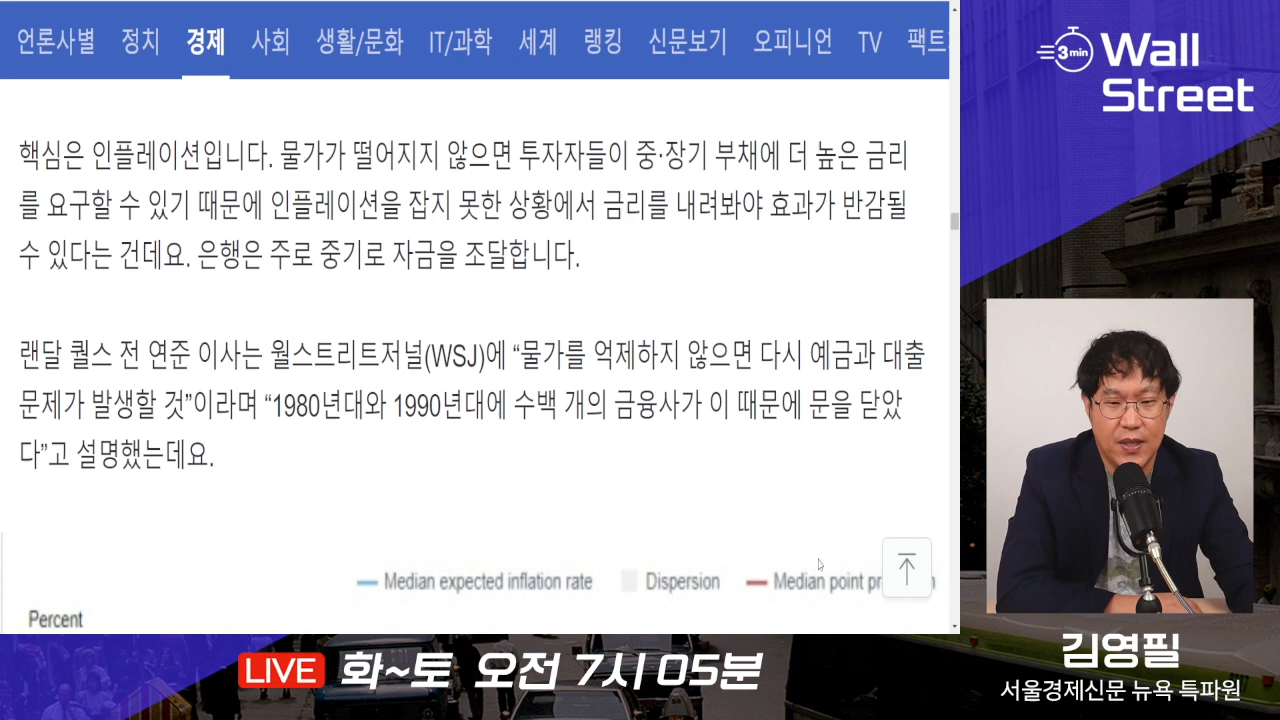 언론사별 정치 경제 사회 생활/문화 IT/과학 세계 랭킹 신문보기 오피니언 TV 팩트
3min Wall
Street
핵심은 인플레이션입니다. 물가가 떨어지지 않으면 투자자들이 중·장기 부채에 더 높은 금리
를 요구할 수 있기 때문에 인플레이션을 잡지 못한 상황에서 금리를 내려봐야 효과가 반감될
수 있다는 건데요. 은행은 주로 중기로 자금을 조달합니다.
랜달 퀄스 전 연준 이사는 월스트리트저널(WSJ)에 “물가를 억제하지 않으면 다시 예금과 대출
문제가 발생할 것”이라며 “1980년대와 1990년대에 수백 개의 금융사가 이 때문에 문을 닫았
다”고 설명했는데요.
Median expected inflation rate Dispersion Median point
Percent
LIVE 화~토 오전 7시 05분
김영필
서울경제신문 뉴욕 특파원